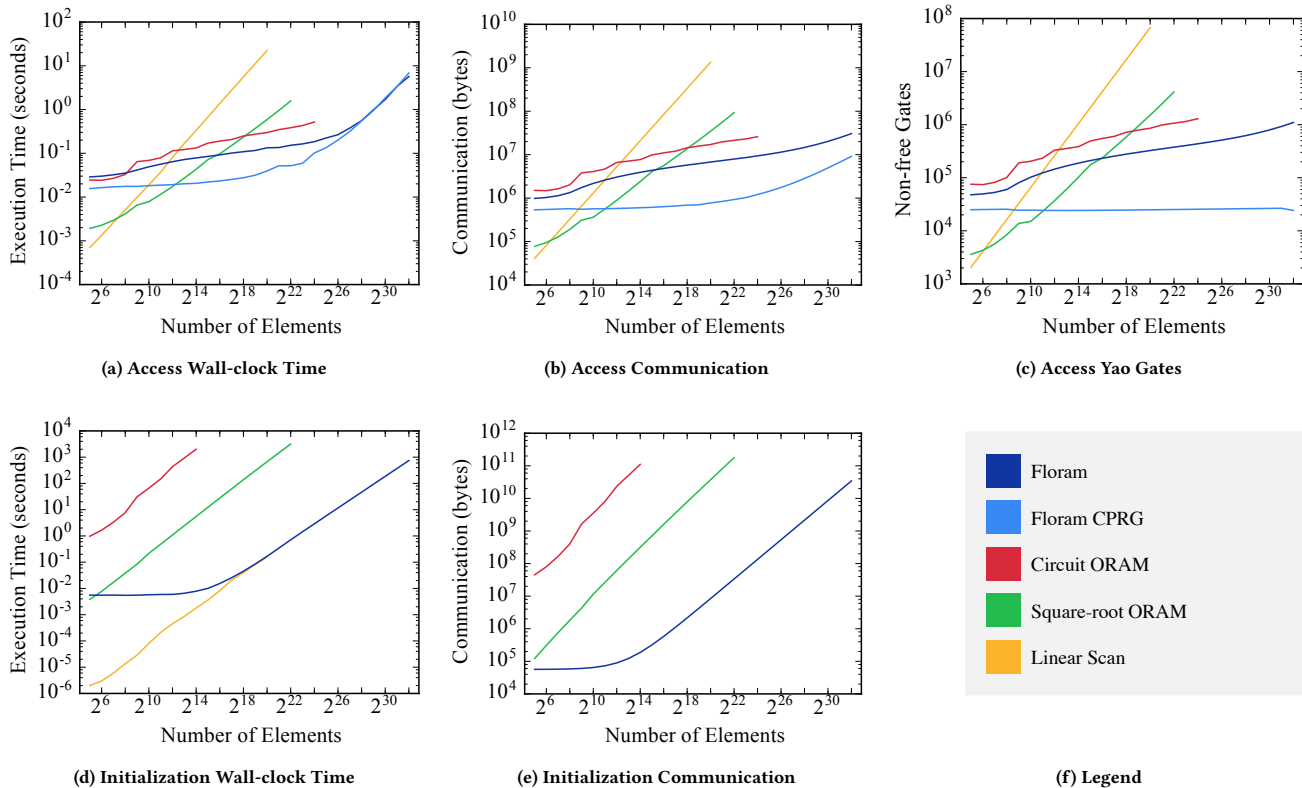 Execution Time (seconds)
10^2
10^1
10^0
10^-1
10^-2
10^-3
10^-4
2^6 2^10 2^14 2^18 2^22 2^26 2^30
Number of Elements
(a) Access Wall-clock Time
Communication (bytes)
10^10
10^9
10^8
10^7
10^6
10^5
10^4
2^6 2^10 2^14 2^18 2^22 2^26 2^30
Number of Elements
(b) Access Communication
Non-free Gates
10^8
10^7
10^6
10^5
10^4
10^3
2^6 2^10 2^14 2^18 2^22 2^26 2^30
Number of Elements
(c) Access Yao Gates
Execution Time (seconds)
10^4
10^3
10^2
10^1
10^0
10^-1
10^-2
10^-3
10^-4
10^-5
10^-6
2^6 2^10 2^14 2^18 2^22 2^26 2^30
Number of Elements
(d) Initialization Wall-clock Time
Communication (bytes)
10^12
10^11
10^10
10^9
10^8
10^7
10^6
10^5
10^4
2^6 2^10 2^14 2^18 2^22 2^26 2^30
Number of Elements
(e) Initialization Communication
Floram
Floram CPRG
Circuit ORAM
Square-root ORAM
Linear Scan
(f) Legend